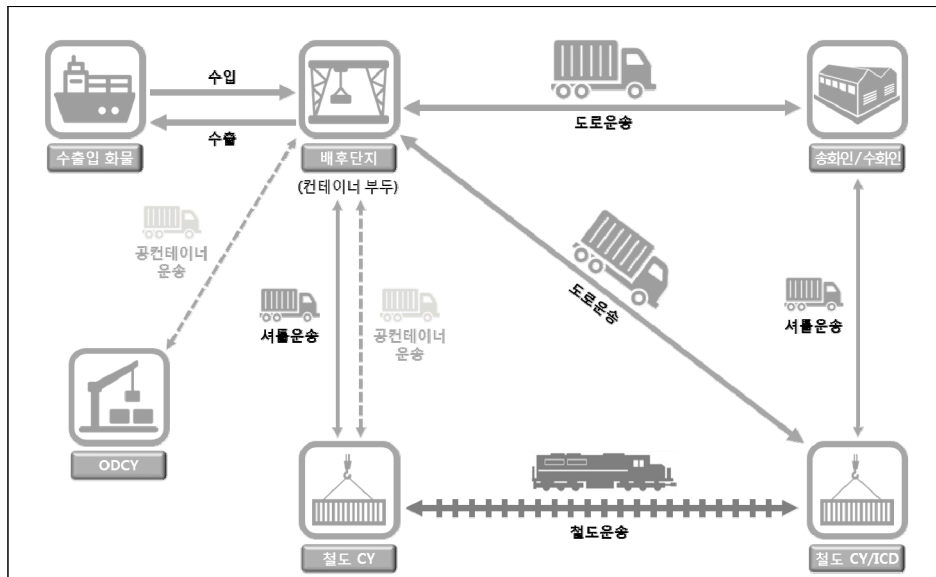 수입
수출
도로운송
수출입 화물
배후단지
(컨테이너 부두)
송화인/수화인
공컨테이너
운송
도로운송
셔틀운송
공컨테이너
운송
셔틀운송
ODCY
철도운송
철도 CY
철도 CY/ICD